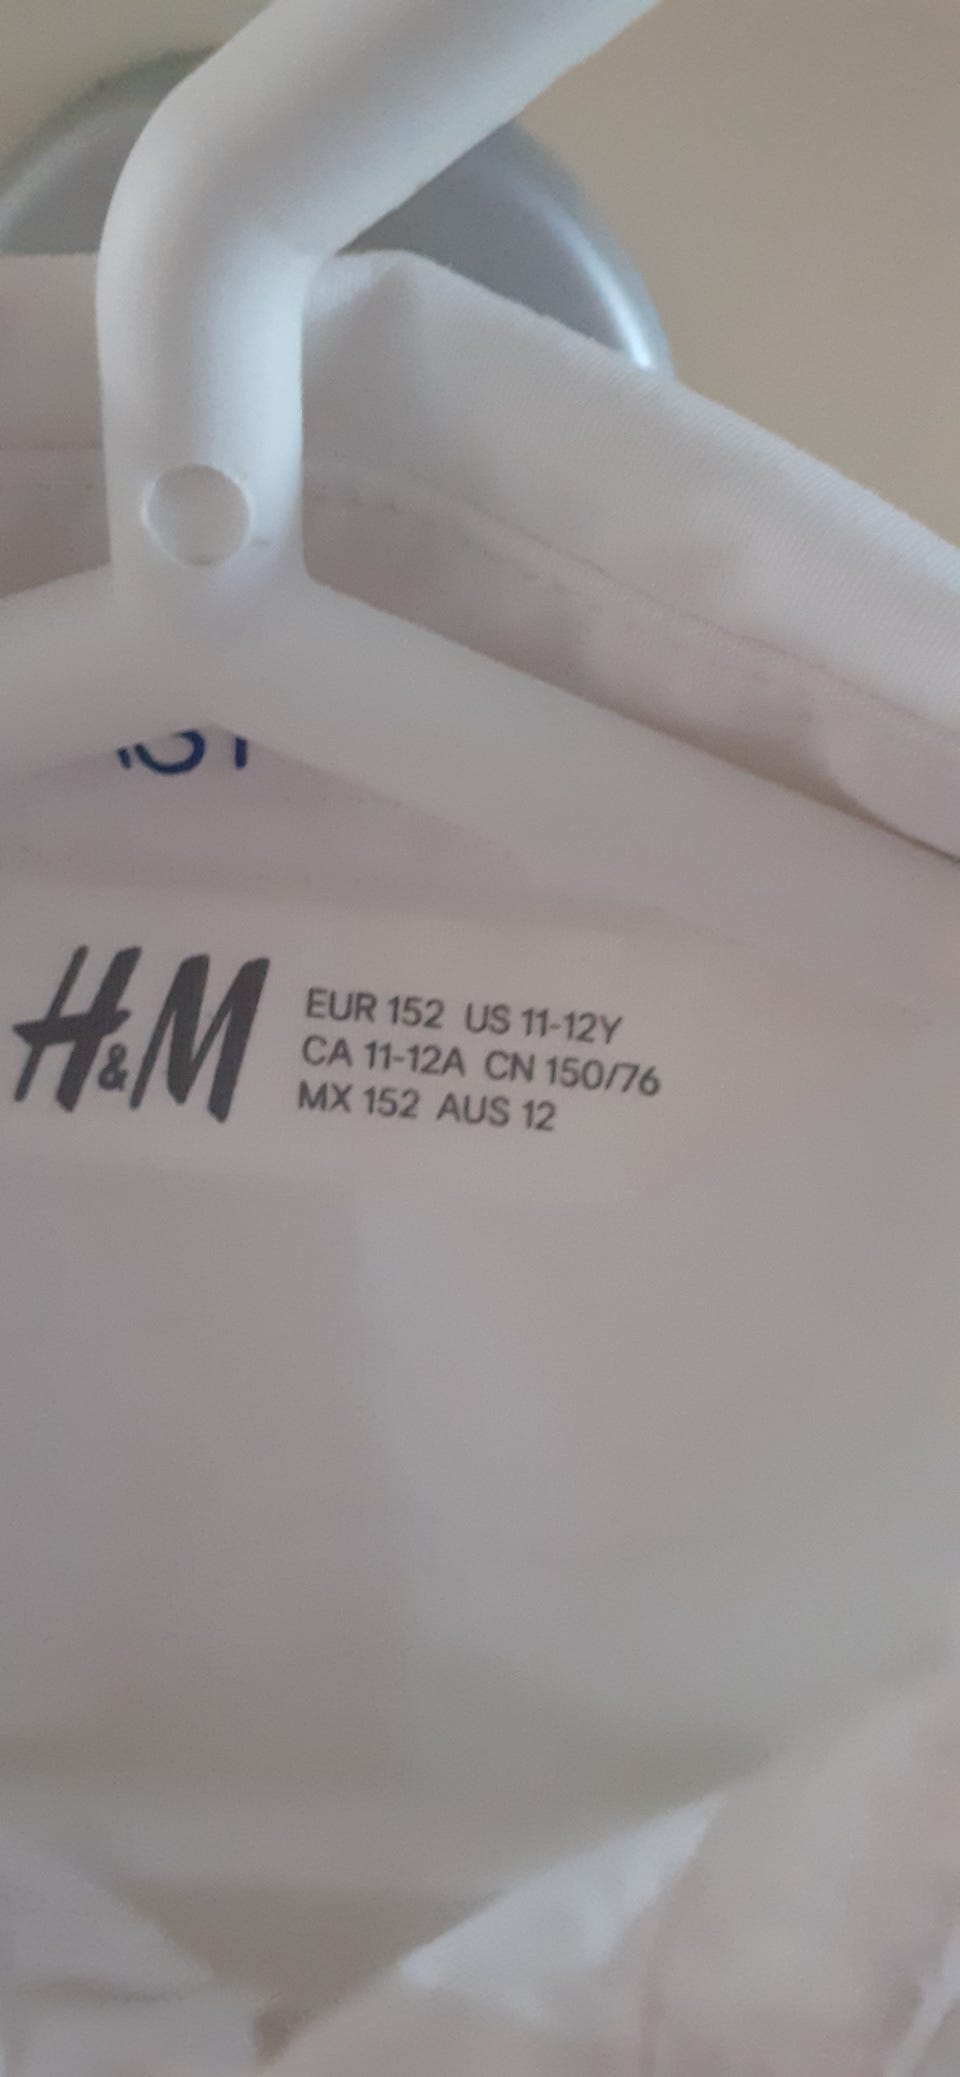 H&M
EUR 152 US 11-12Y
CA 11-12A CN 150/76
MX 152 AUS 12